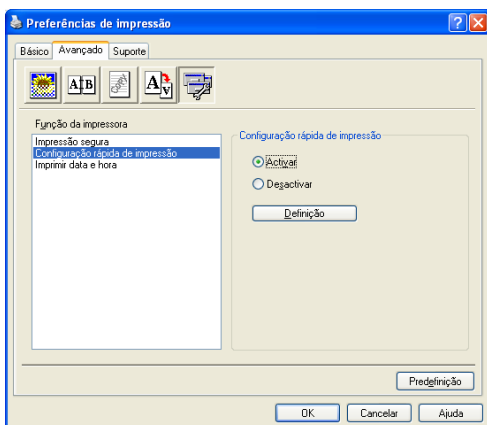 Preferências de impressão
Básico Avançado Suporte
A B
A A
Função da impressora
Impressão segura
Configuração rápida de impressão
Imprimir data e hora
Configuração rápida de impressão
Activar
Desactivar
Definição
Predefinição
OK Cancelar Ajuda